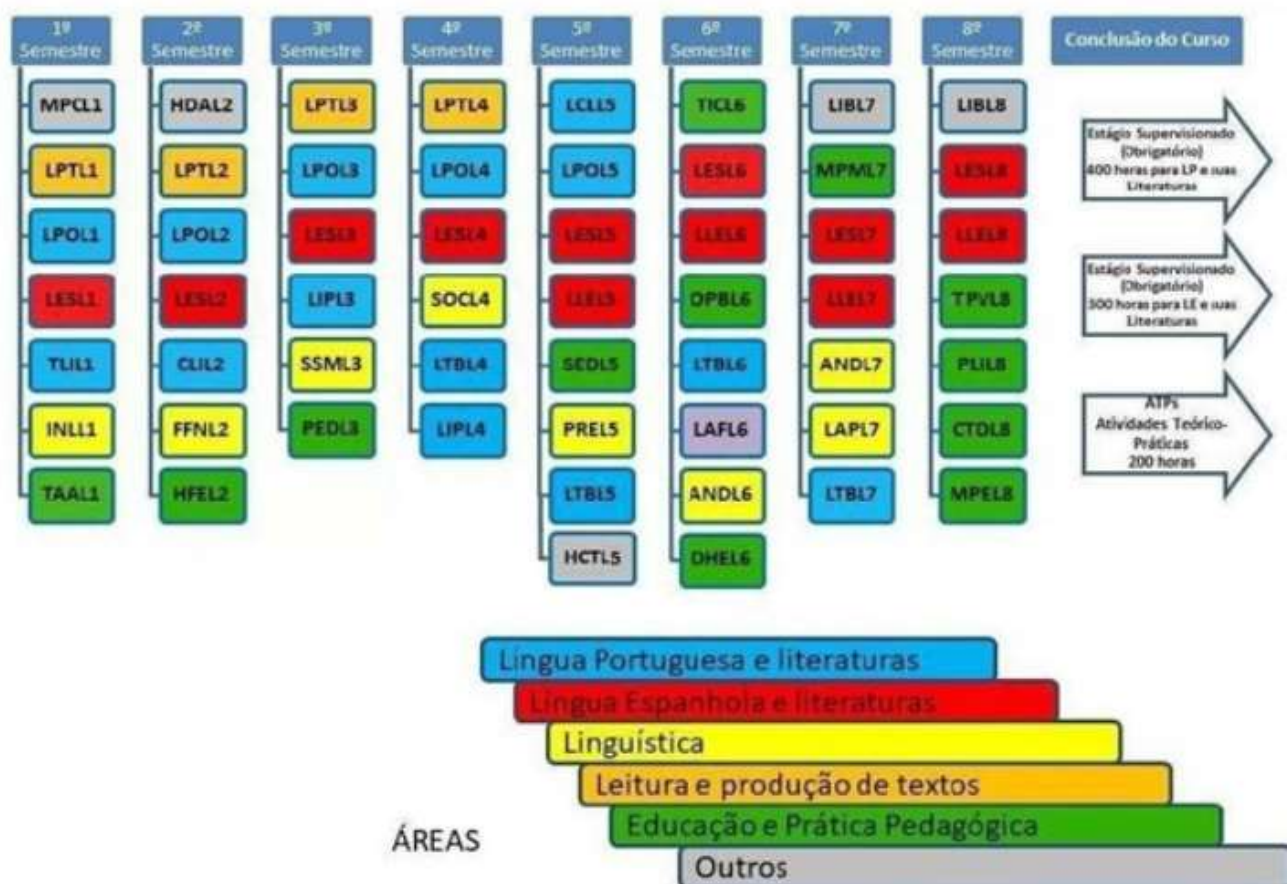 1º
Semestre
MPCL1
LPTL1
LPOL1
LESL1
TLIL1
INLL1
TAAL1
2º
Semestre
HDAL2
LPTL2
LPOL2
LESL2
CLIL2
FFNL2
HFEL2
3º
Semestre
LPTL3
LPOL3
LESL3
LIPL3
SSML3
PEDL3
4º
Semestre
LPTL4
LPOL4
LESL4
SOCL4
LTBL4
LIPL4
5º
Semestre
LCLL5
LPOL5
LESL5
LLEL5
SEDL5
PREL5
LTBL5
HCTL5
6º
Semestre
TICL6
LESL6
LLEL6
OPBL6
LTBL6
LAFL6
ANDL6
DHEL6
7º
Semestre
LIBL7
MPML7
LESL7
LLEL7
ANDL7
LAPL7
LTBL7
8º
Semestre
LIBL8
LESL8
LLEL8
TPVL8
PLIL8
CTDL8
MPEL8
Conclusão do Curso
Estágio Supervisionado
(Obrigatório)
400 horas para LP e suas
Literaturas
Estágio Supervisionado
(Obrigatório)
300 horas para LE e suas
Literaturas
ATPs
Atividades Teórico-
Práticas
200 horas
ÁREAS
Língua Portuguesa e literaturas
Língua Espanhola e literaturas
Linguística
Leitura e produção de textos
Educação e Prática Pedagógica
Outros